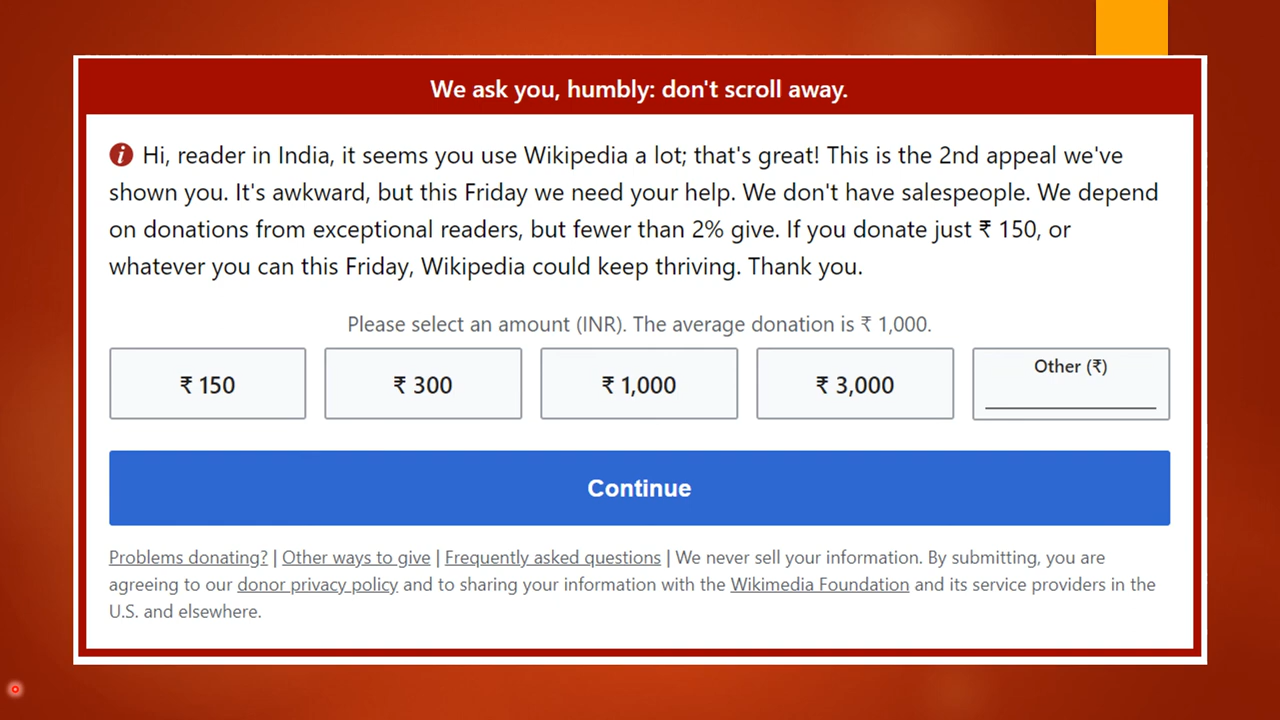 We ask you, humbly: don't scroll away.
Hi, reader in India, it seems you use Wikipedia a lot; that's great! This is the 2nd appeal we've
shown you. It's awkward, but this Friday we need your help. We don't have salespeople. We depend
on donations from exceptional readers, but fewer than 2% give. If you donate just ₹ 150, or
whatever you can this Friday, Wikipedia could keep thriving. Thank you.
Please select an amount (INR). The average donation is ₹ 1,000.
₹ 150
₹ 300
₹ 1,000
₹ 3,000
Other (₹)
Continue
Problems donating? | Other ways to give | Frequently asked questions | We never sell your information. By submitting, you are
agreeing to our donor privacy policy and to sharing your information with the Wikimedia Foundation and its service providers in the
U.S. and elsewhere.